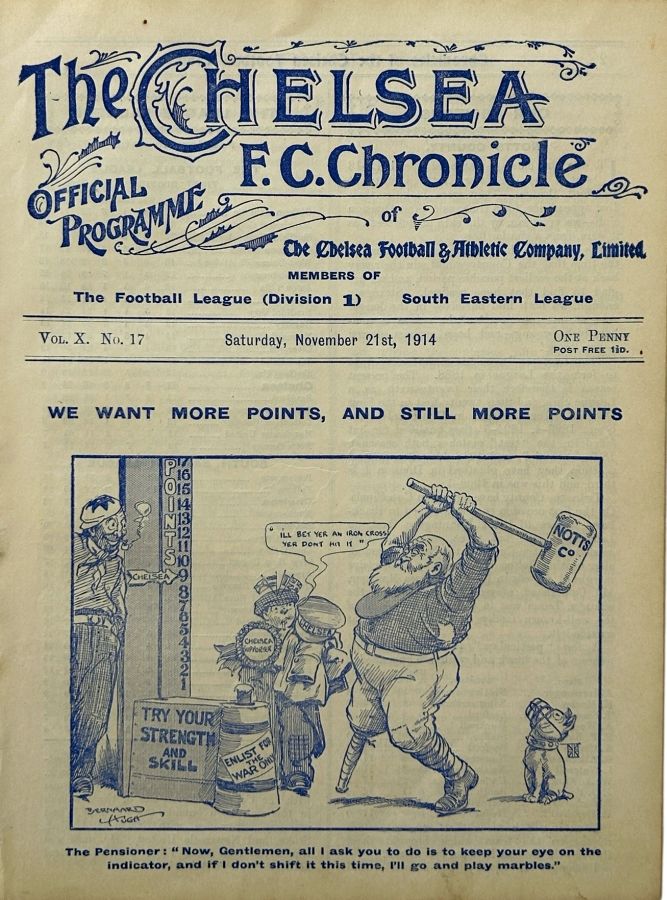 The CHELSEA
F.C. Chronicle
OFFICIAL
PROGRAMME
of
The Chelsea Football & Athletic Company, Limited.
MEMBERS OF
The Football League (Division 1) South Eastern League
VOL. X. No. 17 Saturday, November 21st, 1914 ONE PENNY
POST FREE 1½D.
WE WANT MORE POINTS, AND STILL MORE POINTS
POINTS
17
16
15
14
13
12
11
10
9
8
7
6
5
4
3
2
1
CHELSEA
"I'LL BET YER AN IRON CROSS
YER DONT HIT IT"
NOTTS
Co
CHELSEA
SUPPORTER
TRY YOUR
STRENGTH
AND
SKILL
ENLIST FOR
THE
WAR ONLY
BERNAARD
The Pensioner: "Now, Gentlemen, all I ask you to do is to keep your eye on the
indicator, and if I don't shift it this time, I'll go and play marbles."